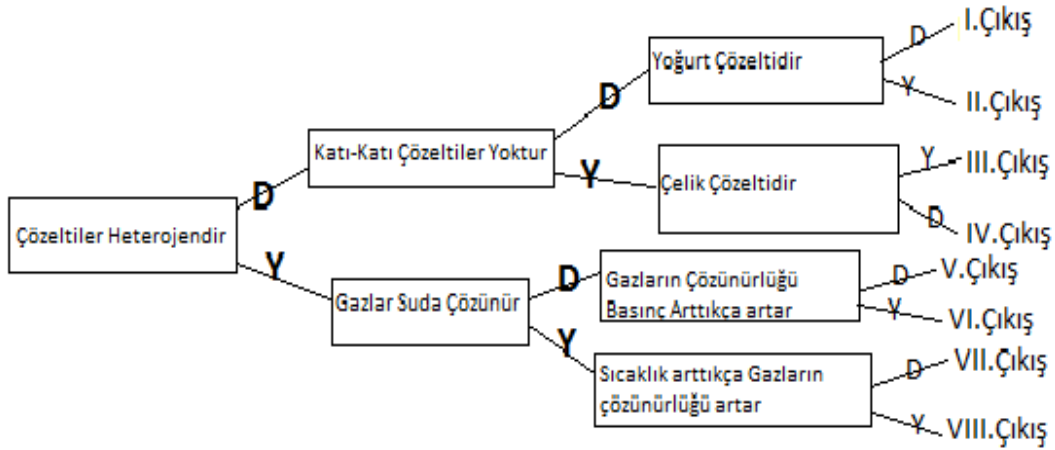 Çözeltiler Heterojendir
D
Y
Katı-Katı Çözeltiler Yoktur
D
Y
Gazlar Suda Çözünür
D
Y
Yoğurt Çözeltidir
D
I.Çıkış
Y
II.Çıkış
Çelik Çözeltidir
Y
III.Çıkış
D
IV.Çıkış
Gazların Çözünürlüğü
Basınç Arttıkça artar
D
V.Çıkış
Y
VI.Çıkış
Sıcaklık arttıkça Gazların
çözünürlüğü artar
D
VII.Çıkış
Y
VIII.Çıkış